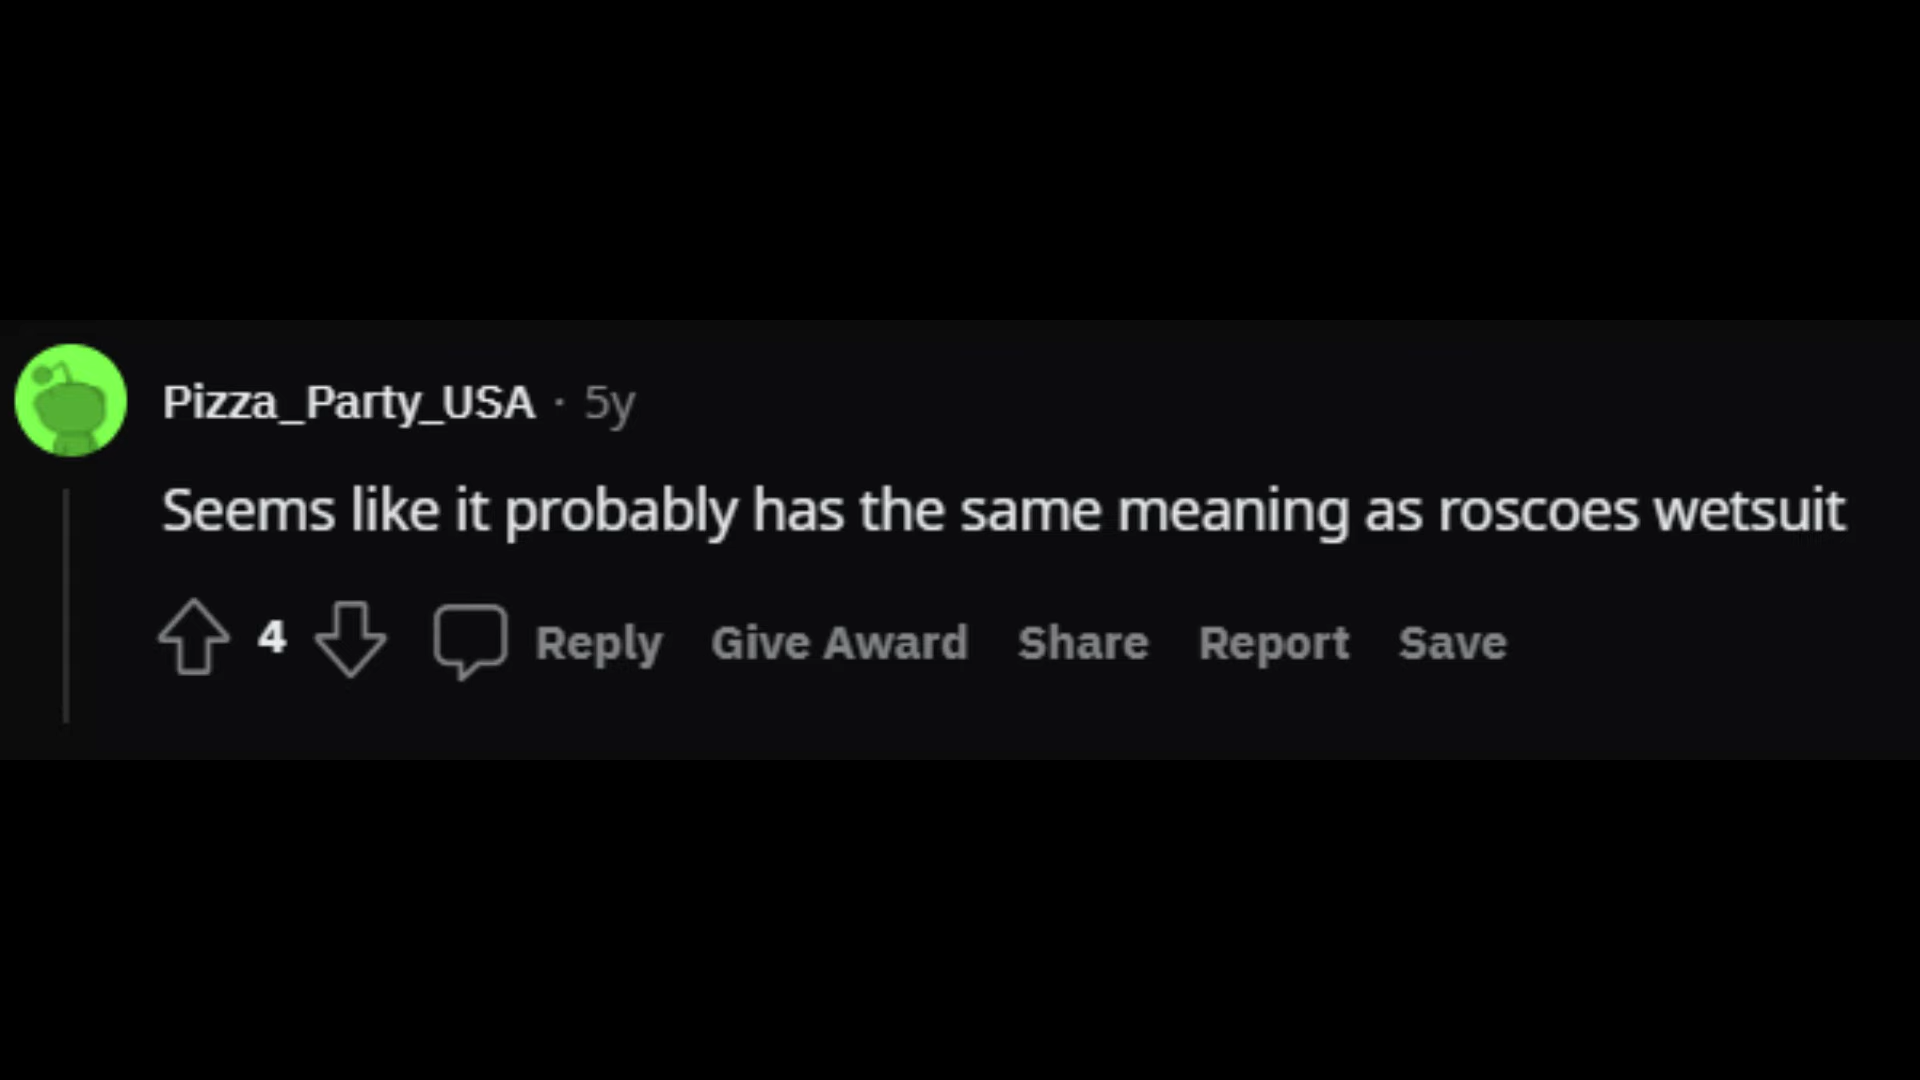 Pizza_Party_USA · 5y
Seems like it probably has the same meaning as roscoes wetsuit
4 Reply Give Award Share Report Save